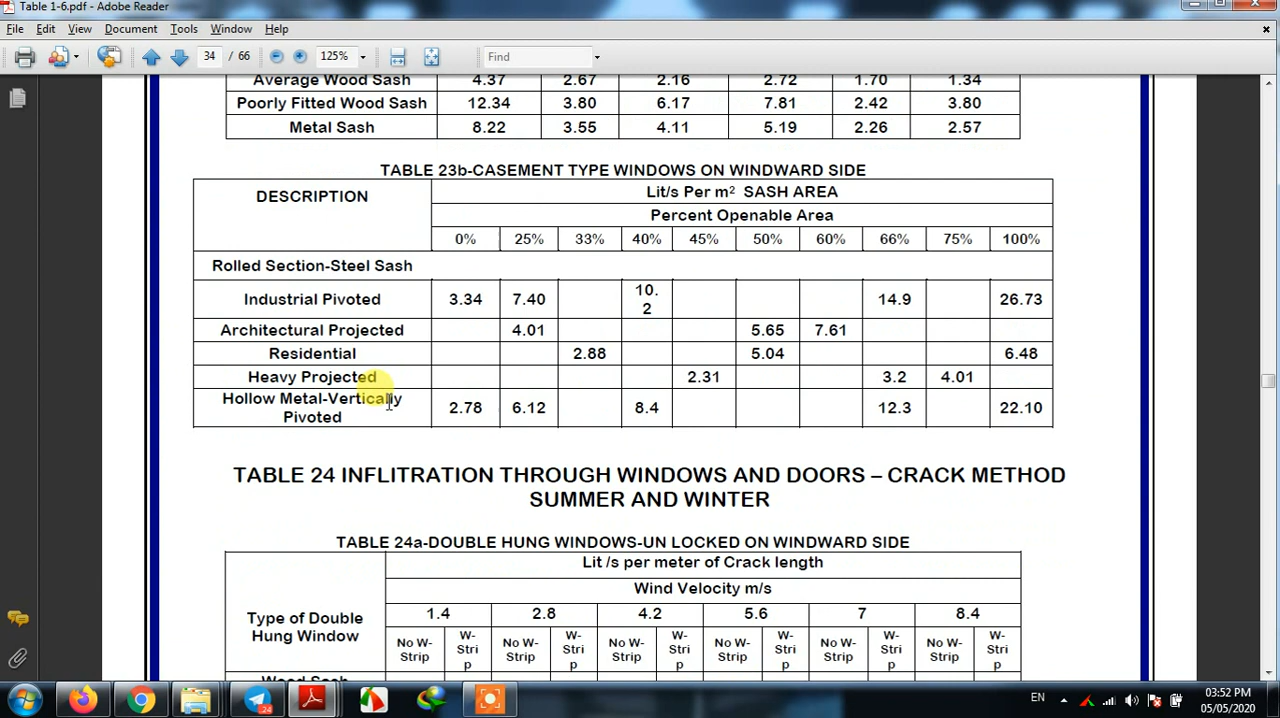 Table 1-6.pdf - Adobe Reader
File Edit View Document Tools Window Help
34 / 66 125% Find
Average Wood Sash 4.37 2.67 2.16 2.72 1.70 1.34
Poorly Fitted Wood Sash 12.34 3.80 6.17 7.81 2.42 3.80
Metal Sash 8.22 3.55 4.11 5.19 2.26 2.57
TABLE 23b-CASEMENT TYPE WINDOWS ON WINDWARD SIDE
DESCRIPTION
Lit/s Per m2 SASH AREA
Percent Openable Area
0% 25% 33% 40% 45% 50% 60% 66% 75% 100%
Rolled Section-Steel Sash
Industrial Pivoted 3.34 7.40 10. 14.9 26.73
2
Architectural Projected 4.01 5.65 7.61
Residential 2.88 5.04 6.48
Heavy Projected 2.31 3.2 4.01
Hollow Metal-Vertically
Pivoted 2.78 6.12 8.4 12.3 22.10
TABLE 24 INFLITRATION THROUGH WINDOWS AND DOORS – CRACK METHOD
SUMMER AND WINTER
TABLE 24a-DOUBLE HUNG WINDOWS-UN LOCKED ON WINDWARD SIDE
Lit /s per meter of Crack length
Wind Velocity m/s
Type of Double
Hung Window
1.4 2.8 4.2 5.6 7 8.4
No W- W- No W- W- No W- W- No W- W- No W- W- No W- W-
Strip Stri Strip Stri Strip Stri Strip Stri Strip Stri Strip Stri
p p p p p p
Wood Sash
24
EN
03:52 PM
05/05/2020